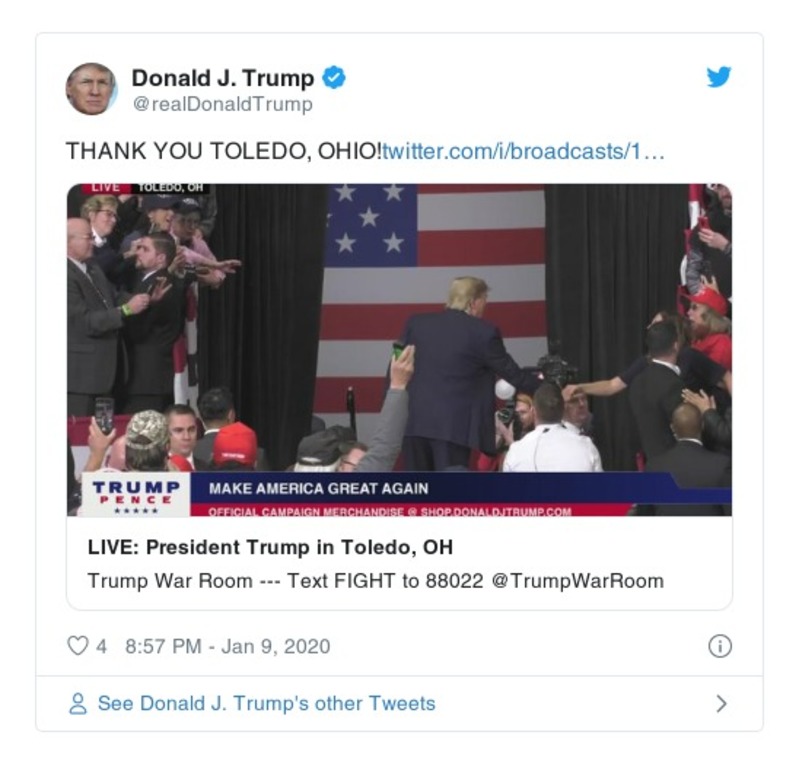 Donald J. Trump
@realDonaldTrump
THANK YOU TOLEDO, OHIO!twitter.com/i/broadcasts/1…
LIVE TOLEDO, OH
TRUMP
PENCE
MAKE AMERICA GREAT AGAIN
OFFICIAL CAMPAIGN MERCHANDISE @ SHOP.DONALDJTRUMP.COM
LIVE: President Trump in Toledo, OH
Trump War Room --- Text FIGHT to 88022 @TrumpWarRoom
4 8:57 PM - Jan 9, 2020
See Donald J. Trump's other Tweets